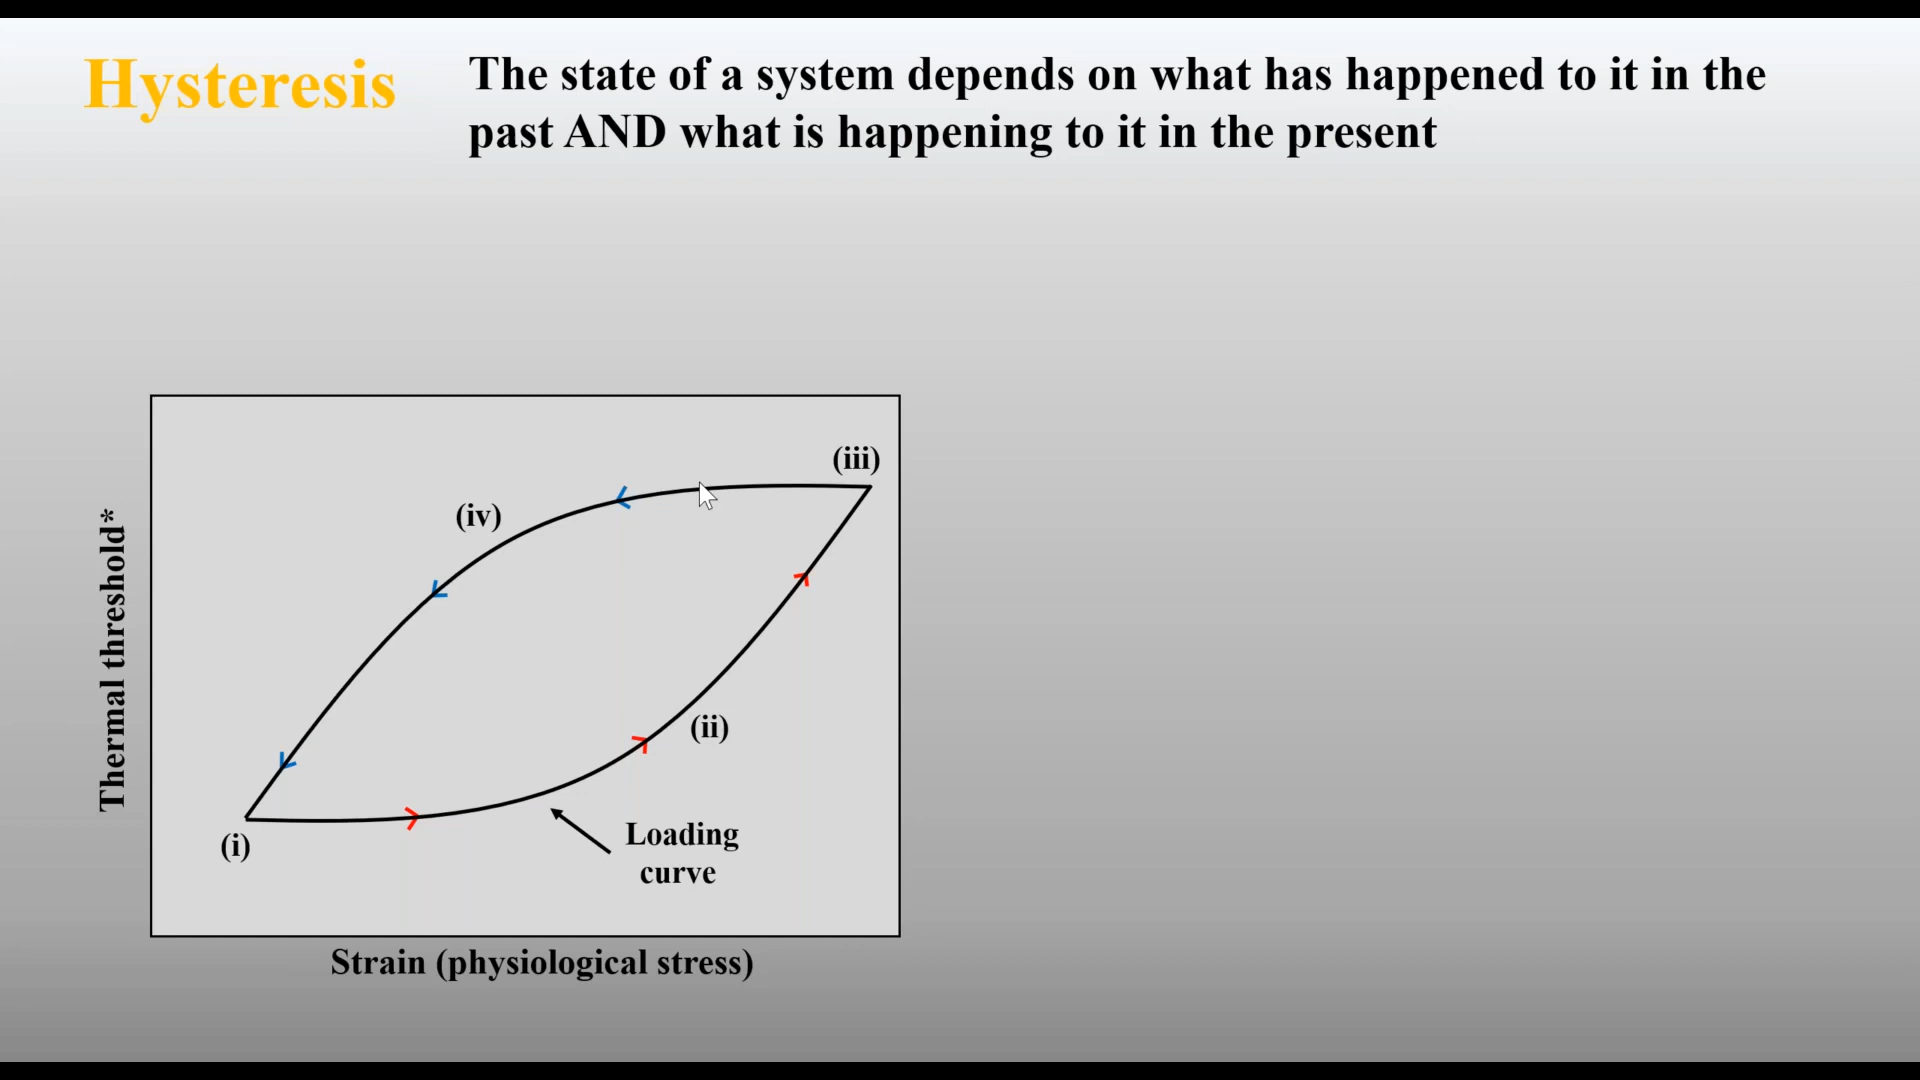 Hysteresis
The state of a system depends on what has happened to it in the
past AND what is happening to it in the present
(iii)
(iv)
Thermal threshold*
(ii)
Loading
curve
(i)
Strain (physiological stress)